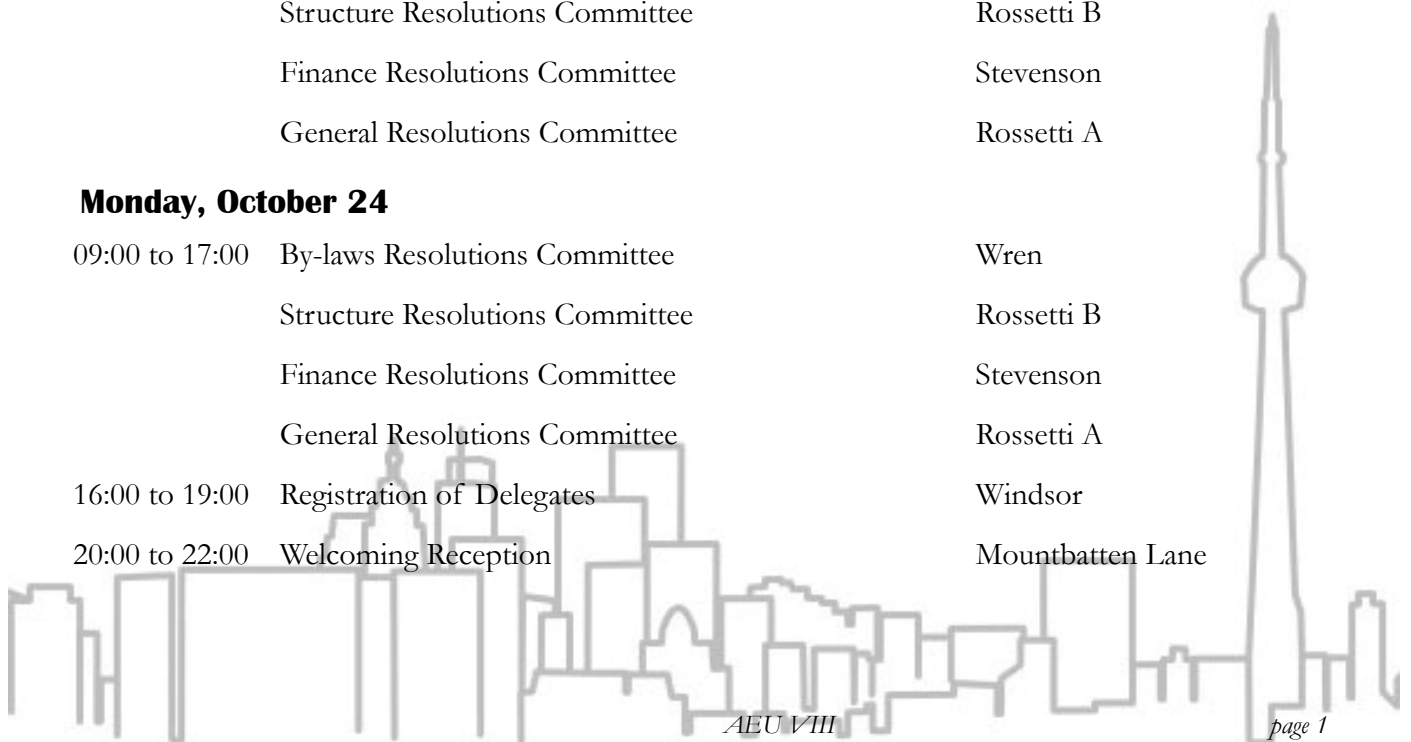 Structure Resolutions Committee Rossetti B
Finance Resolutions Committee Stevenson
General Resolutions Committee Rossetti A
Monday, October 24
09:00 to 17:00 By-laws Resolutions Committee Wren
Structure Resolutions Committee Rossetti B
Finance Resolutions Committee Stevenson
General Resolutions Committee Rossetti A
16:00 to 19:00 Registration of Delegates Windsor
20:00 to 22:00 Welcoming Reception Mountbatten Lane
AEU VIII page 1